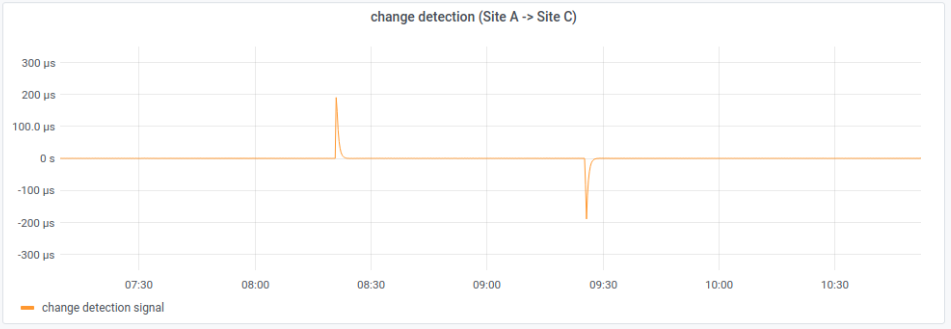 change detection (Site A -> Site C)
300 µs
200 µs
100.0 µs
0 s
-100 µs
-200 µs
-300 µs
07:30 08:00 08:30 09:00 09:30 10:00 10:30
change detection signal